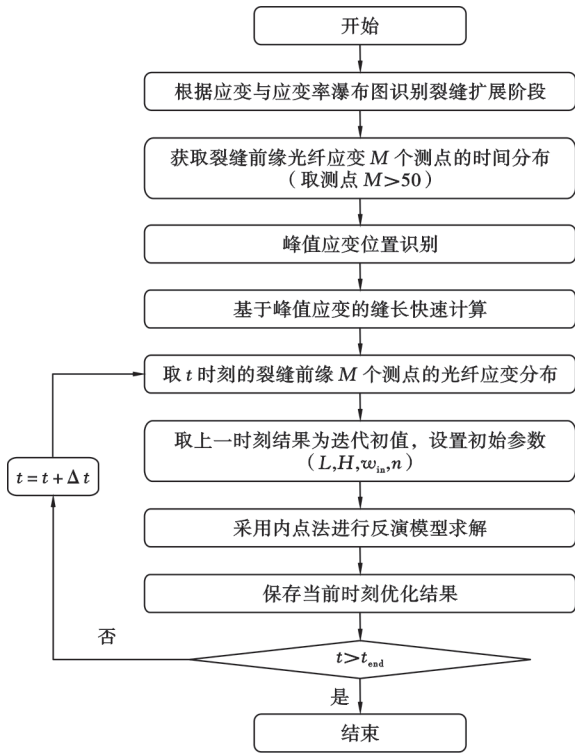 开始
根据应变与应变率瀑布图识别裂缝扩展阶段
获取裂缝前缘光纤应变 M 个测点的时间分布
（取测点 M>50）
峰值应变位置识别
基于峰值应变的缝长快速计算
取 t 时刻的裂缝前缘 M 个测点的光纤应变分布
取上一时刻结果为迭代初值，设置初始参数
（L,H,w_in,n）
t=t+Δt
采用内点法进行反演模型求解
保存当前时刻优化结果
否
t>t_end
是
结束